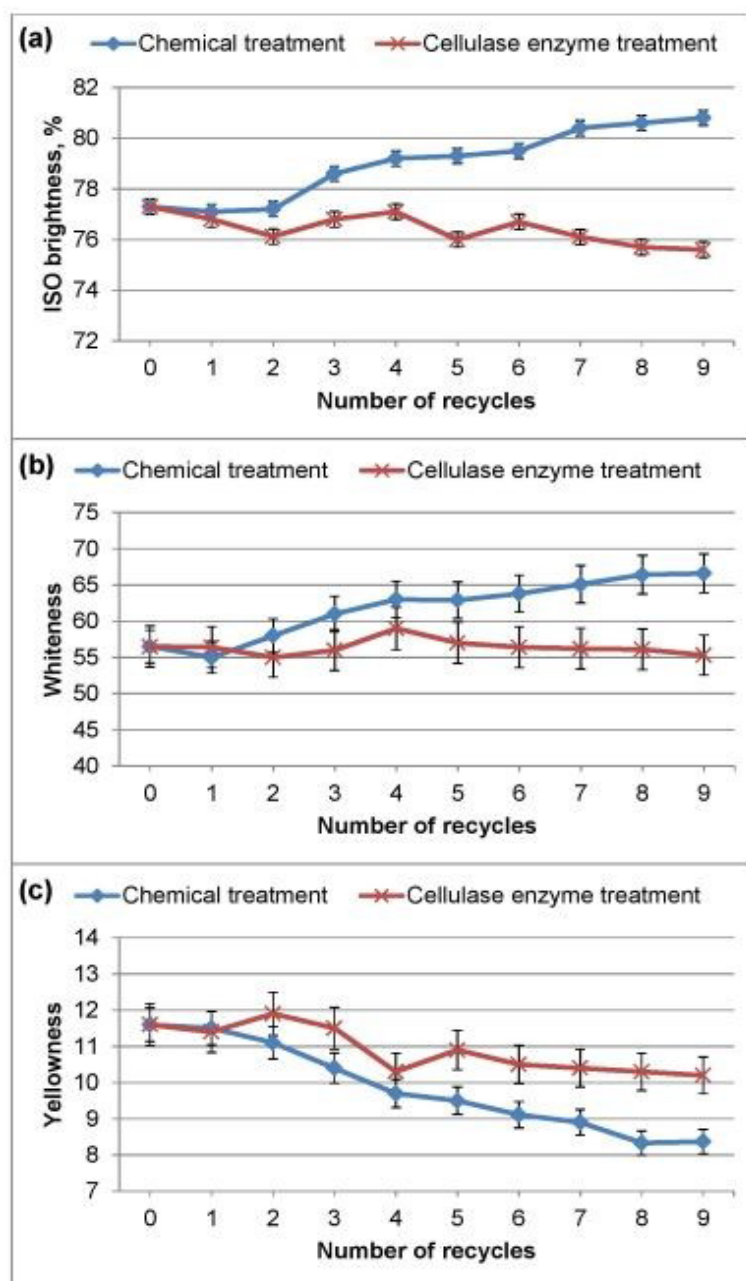 (a)
Chemical treatment Cellulase enzyme treatment
82
80
78
76
74
72
ISO brightness, %
0 1 2 3 4 5 6 7 8 9
Number of recycles
(b)
Chemical treatment Cellulase enzyme treatment
75
70
65
60
55
50
45
40
Whiteness
0 1 2 3 4 5 6 7 8 9
Number of recycles
(c)
Chemical treatment Cellulase enzyme treatment
14
13
12
11
10
9
8
7
Yellowness
0 1 2 3 4 5 6 7 8 9
Number of recycles